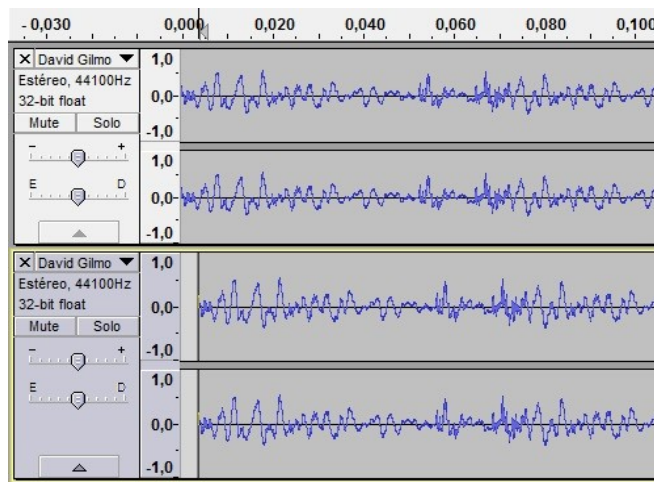 - 0,030 0,000 0,020 0,040 0,060 0,080 0,100
× David Gilmo ▼ 1,0
Estéreo, 44100Hz
32-bit float 0,0-
Mute Solo
-1,0
- + 1,0
E D 0,0-
-1,0
× David Gilmo ▼ 1,0
Estéreo, 44100Hz
32-bit float 0,0-
Mute Solo
-1,0
- +
1,0
E D
0,0-
-1,0